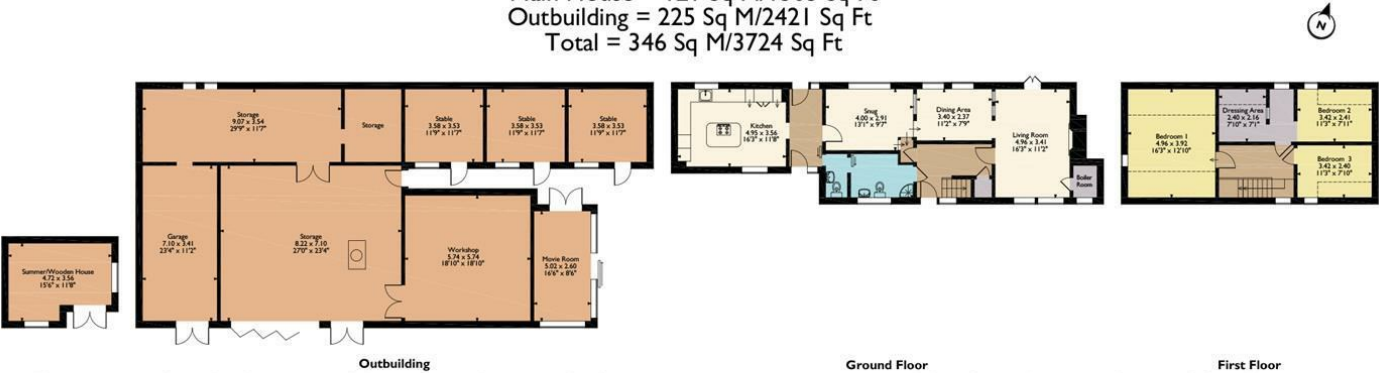 Outbuilding = 225 Sq M/2421 Sq Ft
Total = 346 Sq M/3724 Sq Ft
N
Storage
9.07 x 3.54
29'9" x 11'7"
Storage
Stable
3.58 x 3.53
11'9" x 11'7"
Stable
3.58 x 3.53
11'9" x 11'7"
Stable
3.58 x 3.53
11'9" x 11'7"
Garage
7.10 x 3.41
23'4" x 11'2"
Storage
8.22 x 7.10
27'0" x 23'4"
Workshop
5.74 x 5.74
18'10" x 18'10"
Movie Room
5.02 x 2.60
16'6" x 8'6"
Summer/Wooden House
4.72 x 3.56
15'6" x 11'8"
Outbuilding
Kitchen
4.95 x 3.56
16'3" x 11'8"
Snug
4.00 x 2.91
13'1" x 9'7"
Dining Area
3.40 x 2.37
11'2" x 7'9"
Living Room
4.96 x 3.41
16'3" x 11'2"
Boiler
Room
Ground Floor
Bedroom 1
4.96 x 3.92
16'3" x 12'10"
Dressing Area
2.40 x 2.16
7'10" x 7'1"
Bedroom 2
3.42 x 2.41
11'3" x 7'11"
Bedroom 3
3.42 x 2.40
11'3" x 7'10"
First Floor